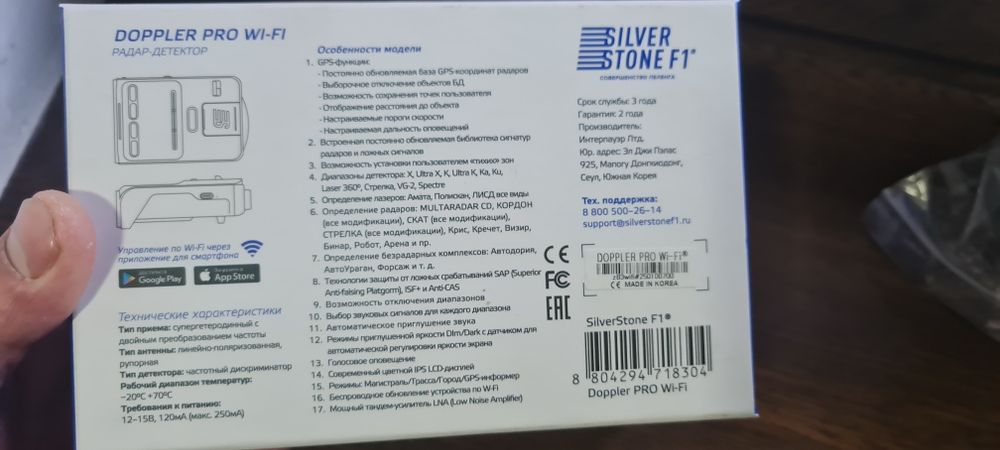 DOPPLER PRO WI-FI
РАДАР-ДЕТЕКТОР
Управление по Wi-Fi через
приложение для смартфона
Google Play
App Store
Технические характеристики
Тип приема: супергетеродинный с
двойным преобразованием частоты
Тип антенны: линейно-поляризованная,
рупорная
Тип детектора: частотный дискриминатор
Рабочий диапазон температур:
−20°C +70°C
Требования к питанию:
12–15В, 120мА (макс. 250мА)
Особенности модели
1. GPS-функции:
- Постоянно обновляемая база GPS-координат радаров
- Выборочное отключение объектов БД
- Возможность сохранения точек пользователя
- Отображение расстояния до объекта
- Настраиваемые пороги скорости
- Настраиваемая дальность оповещений
2. Встроенная постоянно обновляемая библиотека сигнатур
радаров и ложных сигналов
3. Возможность установки пользователем «тихих» зон
4. Диапазоны детектора: X, Ultra X, K, Ultra K, Ka, Ku,
Laser 360º, Стрелка, VG-2, Spectre
5. Определение лазеров: Амата, Полискан, ЛИСД все виды
6. Определение радаров: MULTARADAR CD, КОРДОН
(все модификации), СКАТ (все модификации),
СТРЕЛКА (все модификации), Крис, Кречет, Визир,
Бинар, Робот, Арена и пр.
7. Определение безрадарных комплексов: Автодория,
АвтоУраган, Форсаж и т. д.
8. Технологии защиты от ложных срабатываний SAP (Superior
Anti-falsing Platgorm), ISF+ и Anti-CAS
9. Возможность отключения диапазонов
10. Выбор звуковых сигналов для каждого диапазона
11. Автоматическое приглушение звука
12. Режимы приглушенной яркости Dim/Dark с датчиком для
автоматической регулировки яркости экрана
13. Голосовое оповещение
14. Современный цветной IPS LCD-дисплей
15. Режимы: Магистраль/Трасса/Город/GPS-информер
16. Беспроводное обновление устройства по Wi-Fi
17. Мощный тандем-усилитель LNA (Low Noise Amplifier)
CE
FC
EAC
SILVER
STONE F1®
совершенство пеленга
Срок службы: 3 года
Гарантия: 2 года
Производитель:
Интерпауэр Лтд.
Юр. адрес: Эл Джи Пэлас
925, Mangry Донгкиодонг,
Сеул, Южная Корея
Тех. поддержка:
8 800 500–26–14
support@silverstonef1.ru
DOPPLER PRO Wi-Fi®
CE MADE IN KOREA
SilverStone F1®
8 804294 718304
Doppler PRO Wi-Fi